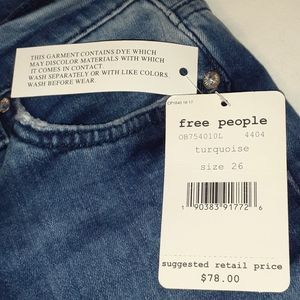 THIS GARMENT CONTAINS DYE WHICH
MAY DISCOLOR MATERIALS WITH WHICH
IT COMES IN CONTACT.
WASH SEPARATELY OR WITH LIKE COLORS.
WASH BEFORE WEAR.
free people
OB754010L 4404
turquoise
size 26
1 90383 91772 6
suggested retail price
$78.00